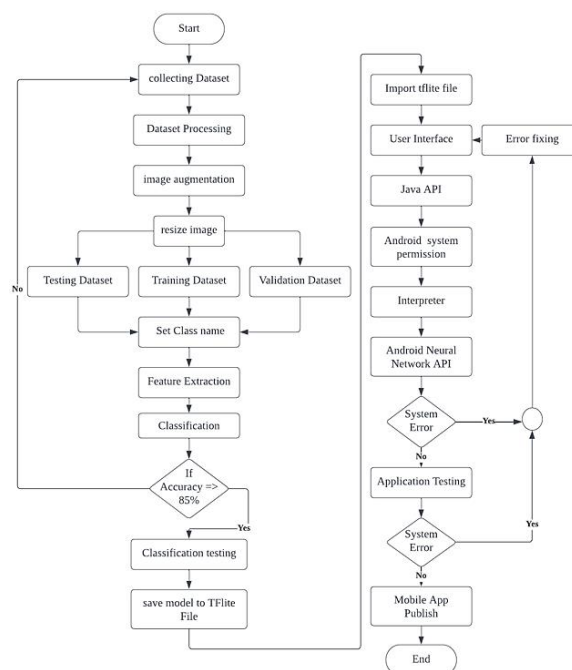 Start
collecting Dataset
Dataset Processing
image augmentation
resize image
Testing Dataset
Training Dataset
Validation Dataset
No
Set Class name
Feature Extraction
Classification
If
Accuracy =>
85%
Yes
Classification testing
save model to TFlite
File
Import tflite file
User Interface
Error fixing
Java API
Android system
permission
Interpreter
Android Neural
Network API
System
Error
Yes
No
Application Testing
System
Error
Yes
No
Mobile App
Publish
End